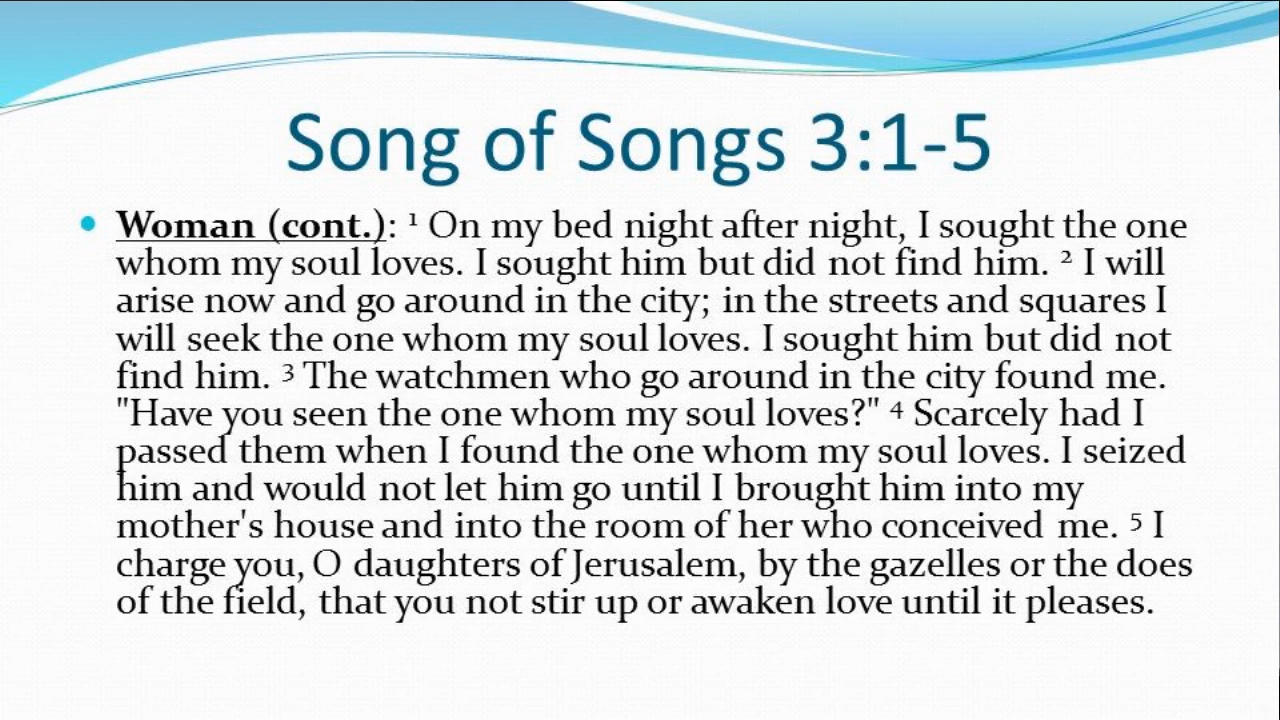 Song of Songs 3:1-5
• Woman (cont.): ¹ On my bed night after night, I sought the one
whom my soul loves. I sought him but did not find him. ² I will
arise now and go around in the city; in the streets and squares I
will seek the one whom my soul loves. I sought him but did not
find him. ³ The watchmen who go around in the city found me.
"Have you seen the one whom my soul loves?" ⁴ Scarcely had I
passed them when I found the one whom my soul loves. I seized
him and would not let him go until I brought him into my
mother's house and into the room of her who conceived me. ⁵ I
charge you, O daughters of Jerusalem, by the gazelles or the does
of the field, that you not stir up or awaken love until it pleases.